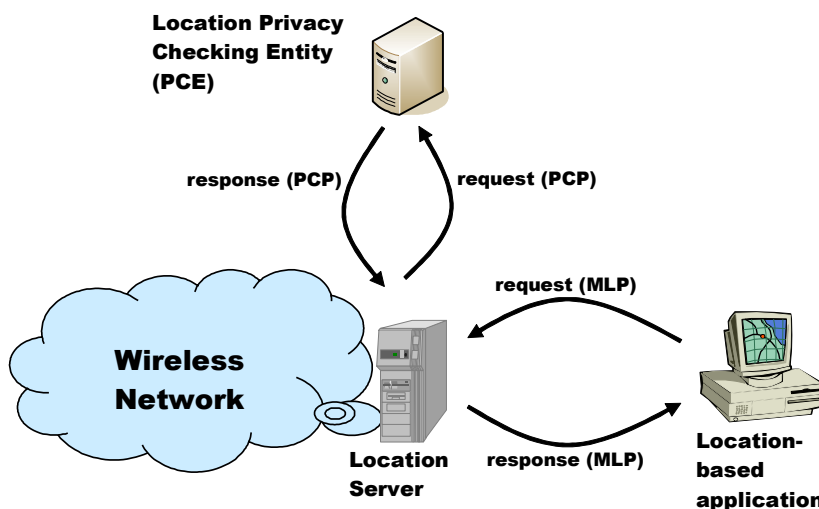 Location Privacy
Checking Entity
(PCE)
response (PCP)
request (PCP)
request (MLP)
Wireless
Network
Location
Server
response (MLP)
Location-
based
application